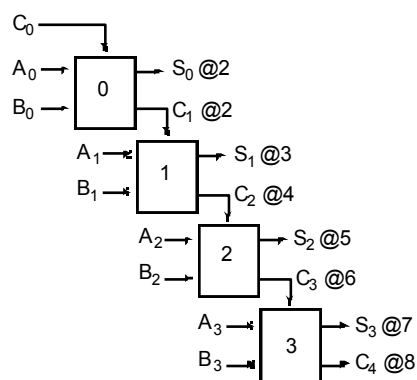 C₀
A₀ S₀ @2
0
B₀ C₁ @2
A₁ S₁ @3
1
B₁ C₂ @4
A₂ S₂ @5
2
B₂ C₃ @6
A₃ S₃ @7
3
B₃ C₄ @8